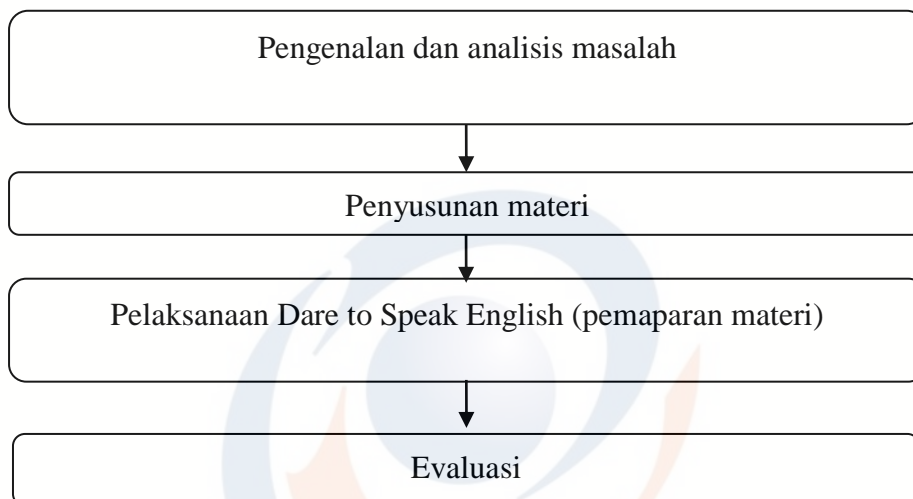 Pengenalan dan analisis masalah
Penyusunan materi
Pelaksanaan Dare to Speak English (pemaparan materi)
Evaluasi